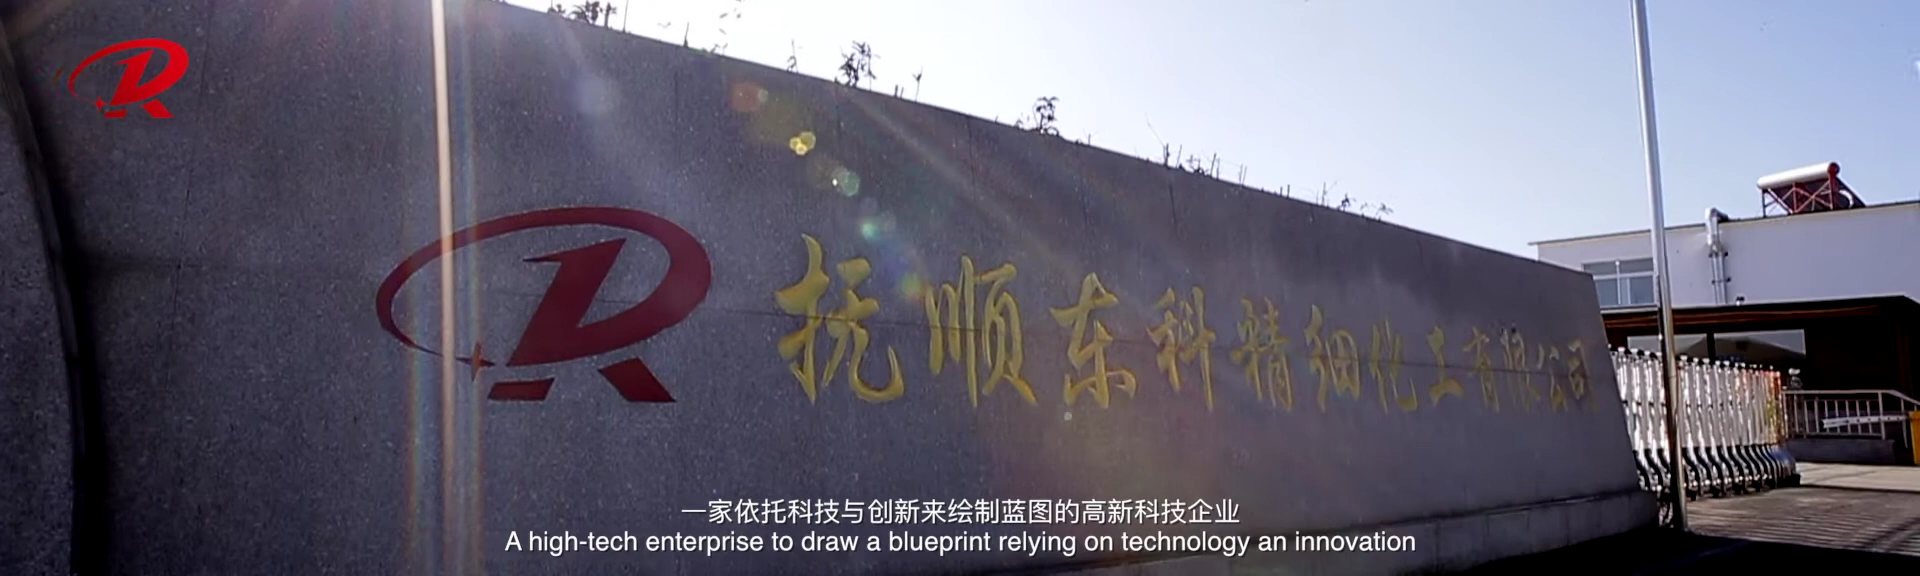 抚顺东科精细化工有限公司
一家依托科技与创新来绘制蓝图的高新科技企业
A high-tech enterprise to draw a blueprint relying on technology an innovation